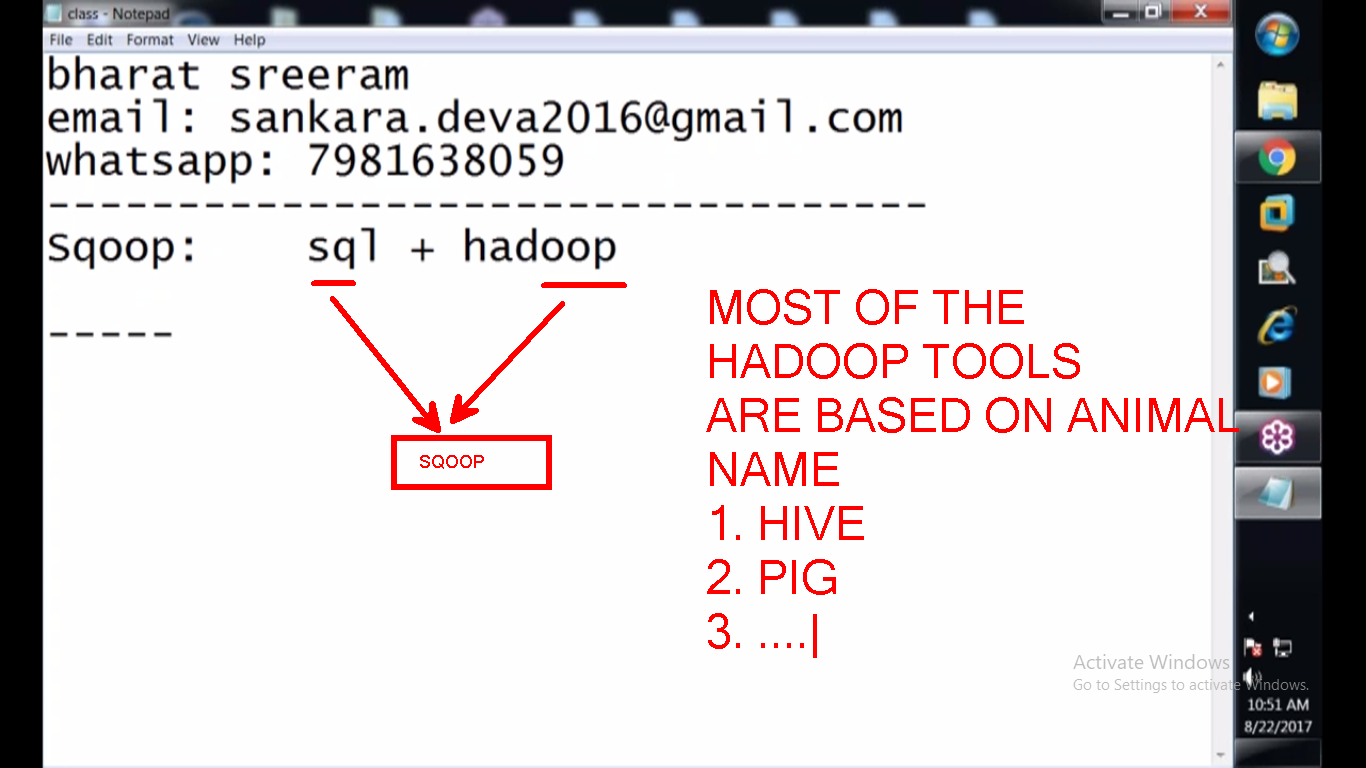 class - Notepad
File Edit Format View Help
bharat sreeram
email: sankara.deva2016@gmail.com
whatsapp: 7981638059
----------------------------------
Sqoop: sql + hadoop
-----
SQOOP
MOST OF THE
HADOOP TOOLS
ARE BASED ON ANIMAL
NAME
1. HIVE
2. PIG
3. ....|
Activate Windows
Go to Settings to activate Windows.
10:51 AM
8/22/2017